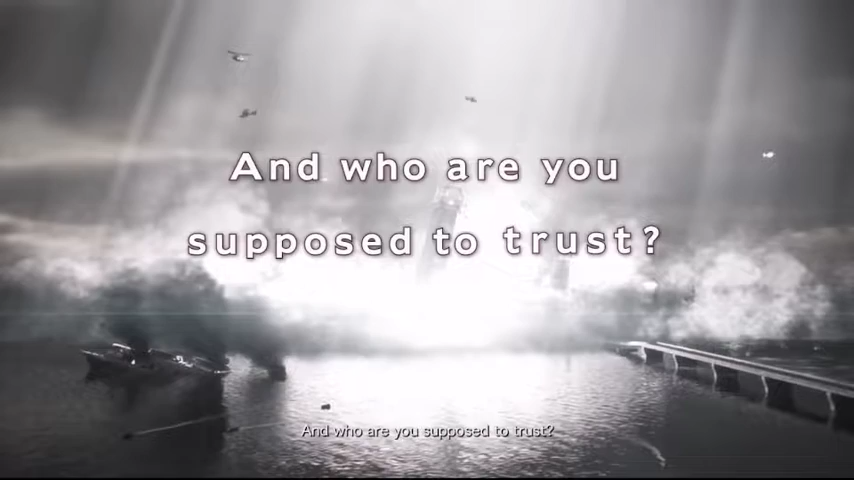 And who are you
supposed to trust?
And who are you supposed to trust?